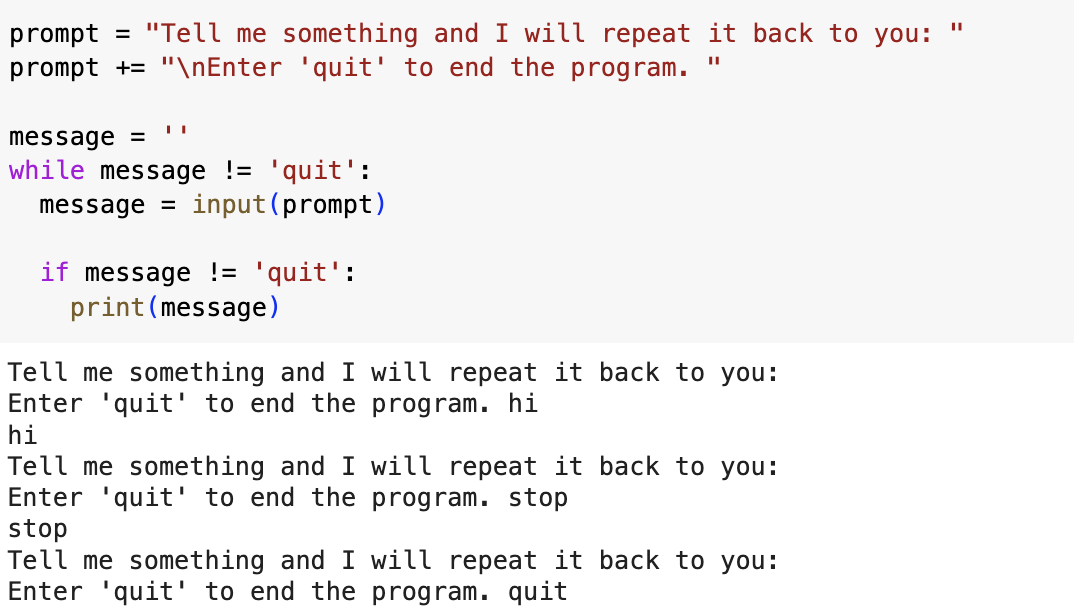 prompt = "Tell me something and I will repeat it back to you: "
prompt += "\nEnter 'quit' to end the program. "

message = ''
while message != 'quit':
  message = input(prompt)

  if message != 'quit':
    print(message)

Tell me something and I will repeat it back to you:
Enter 'quit' to end the program. hi
hi
Tell me something and I will repeat it back to you:
Enter 'quit' to end the program. stop
stop
Tell me something and I will repeat it back to you:
Enter 'quit' to end the program. quit